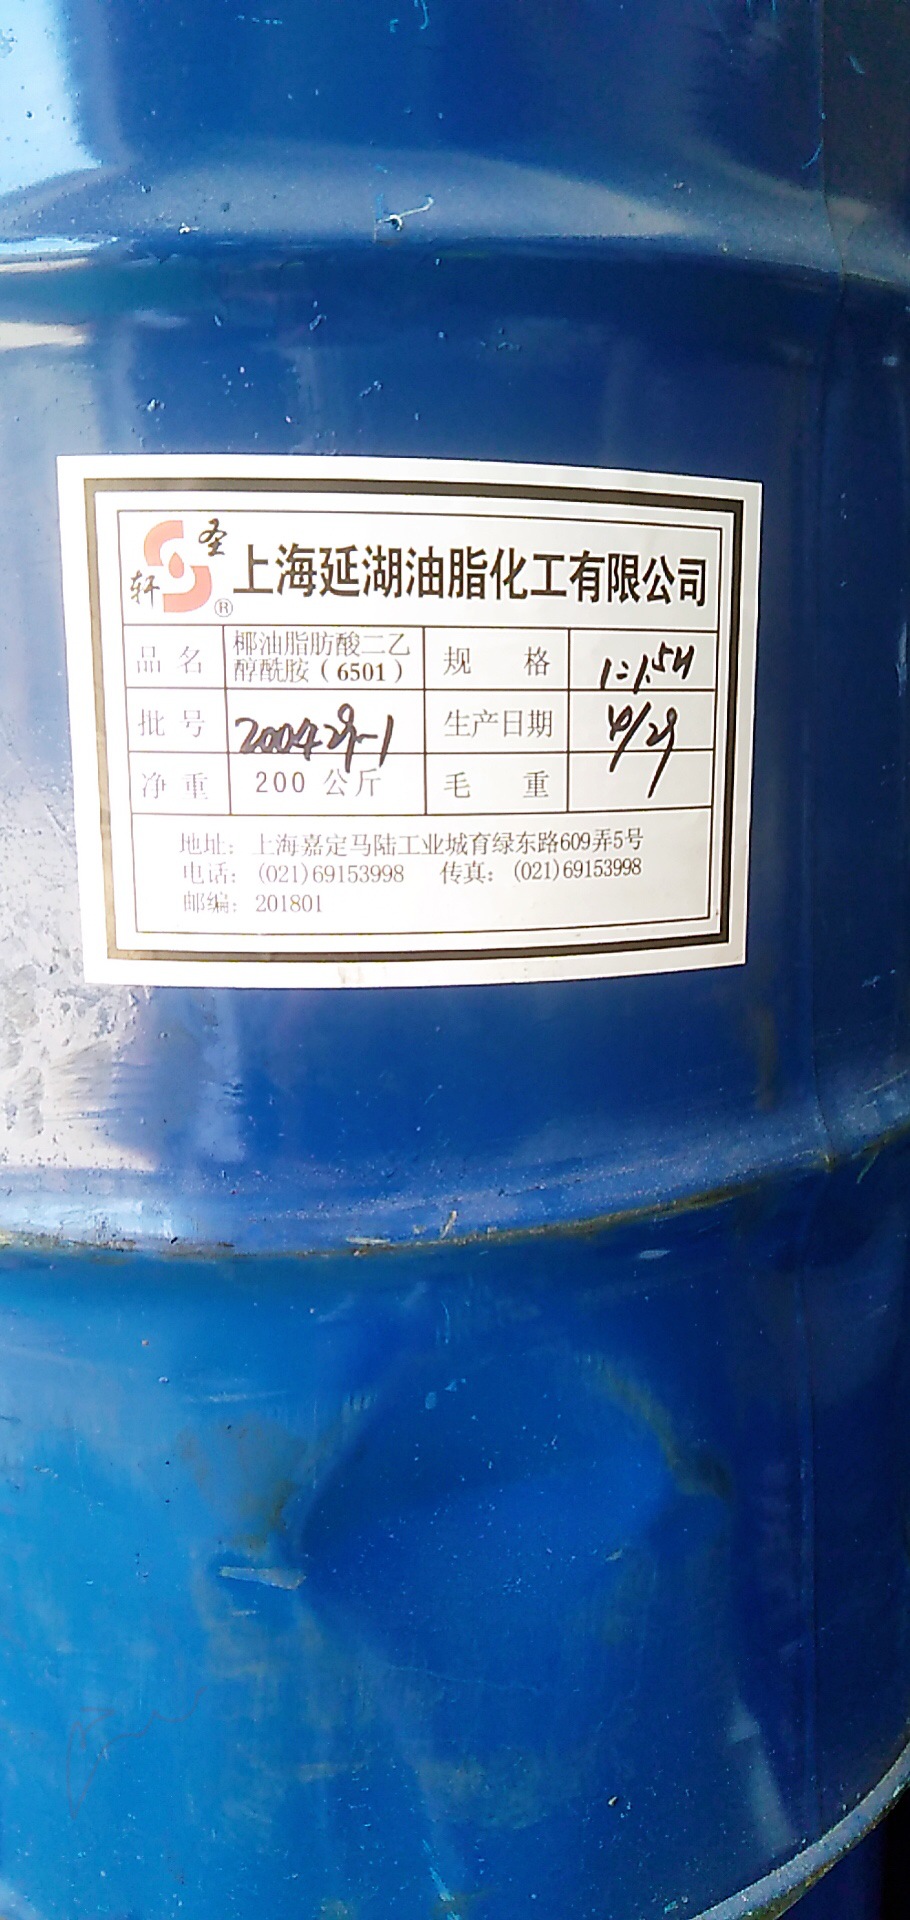 圣
轩®
上海延湖油脂化工有限公司
品名 椰油脂肪酸二乙醇酰胺（6501） 规格 1:1.5H
批号 200429-1 生产日期 4/29
净重 200 公斤 毛重
地址：上海嘉定马陆工业城育绿东路609弄5号
电话：(021)69153998 传真：(021)69153998
邮编：201801